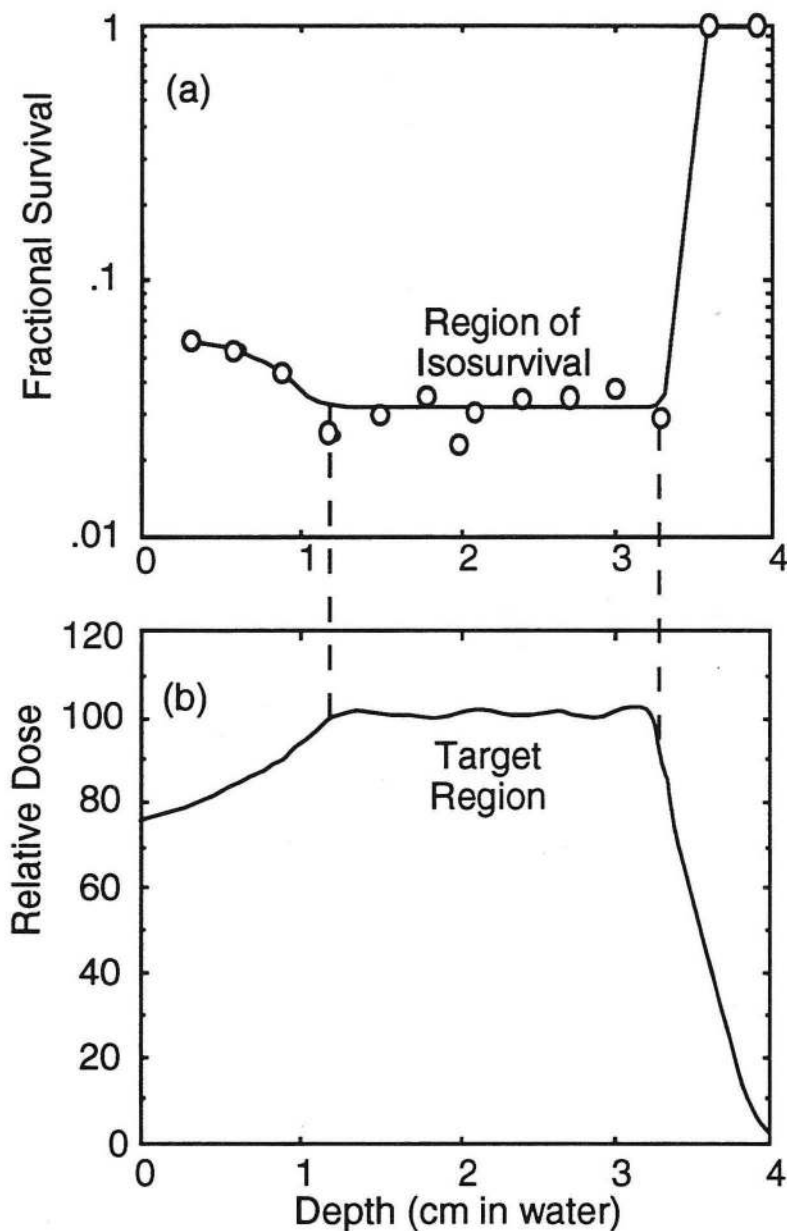 1
(a)
Fractional Survival
.1
Region of
Isosurvival
.01
0
1
2
3
4
120
(b)
100
Target
Region
80
Relative Dose
60
40
20
0
0
1
2
3
4
Depth (cm in water)